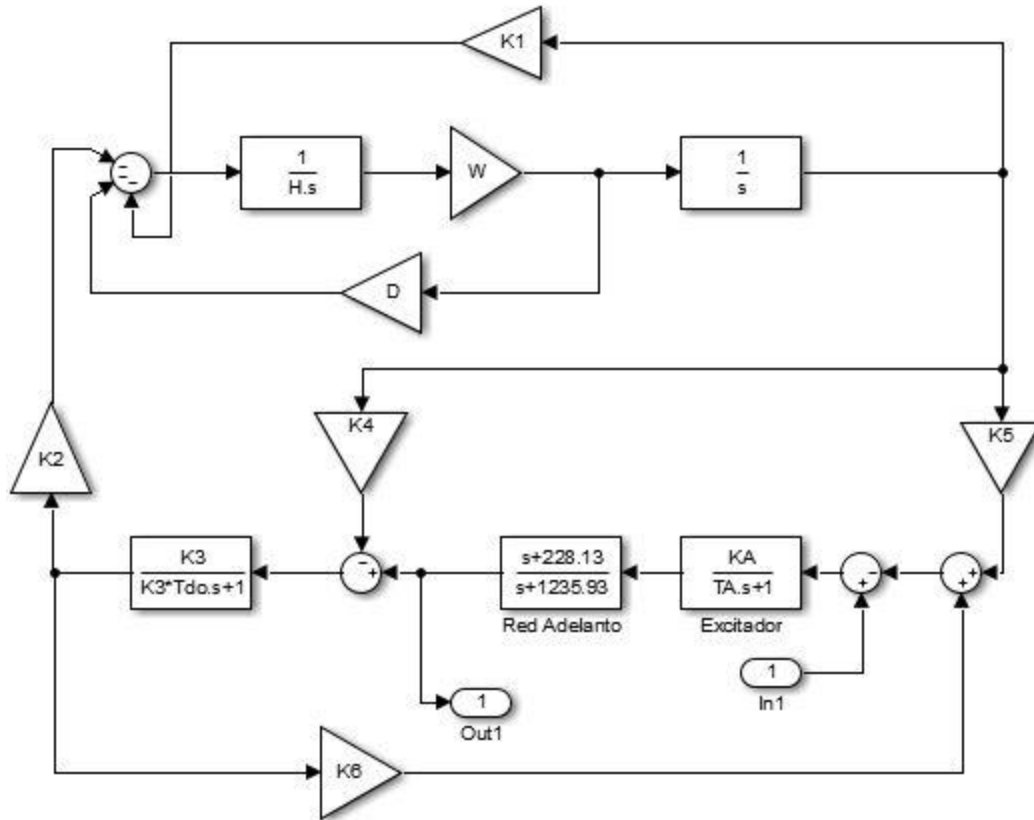 K1
-
-
-
1
H.s
W
1
s
D
K4
K5
K2
K3
K3*Tdo.s+1
-
+
s+228.13
s+1235.93
Red Adelanto
KA
TA.s+1
Excitador
-
+
+
+
1
In1
1
Out1
K6